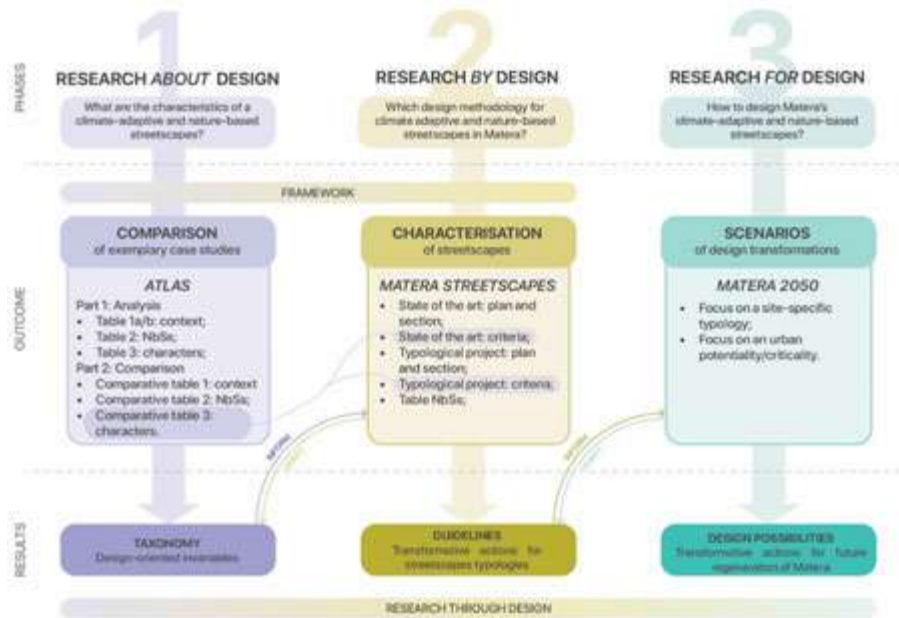 PHASES
1
RESEARCH ABOUT DESIGN
What are the characteristics of a
climate-adaptive and nature-based
streetscapes?
2
RESEARCH BY DESIGN
Which design methodology for
climate adaptive and nature-based
streetscapes in Matera?
3
RESEARCH FOR DESIGN
How to design Matera's
climate-adaptive and nature-based
streetscapes?
FRAMEWORK
OUTCOME
COMPARISON
of exemplary case studies
ATLAS
Part 1: Analysis
• Table 1a/b: context;
• Table 2: NbSs;
• Table 3: characters;
Part 2: Comparison
• Comparative table 1: context
• Comparative table 2: NbSs;
• Comparative table 3:
characters.
CHARACTERISATION
of streetscapes
MATERA STREETSCAPES
• State of the art: plan and
section;
• State of the art: criteria;
• Typological project: plan
and section;
• Typological project: criteria;
• Table NbSs;
SCENARIOS
of design transformations
MATERA 2050
• Focus on a site-specific
typology;
• Focus on an urban
potentiality/criticality.
RESULTS
TAXONOMY
Design-oriented invariables
GUIDELINES
Transformative actions for
streetscapes typologies
DESIGN POSSIBILITIES
Transformative actions for future
regeneration of Matera
RESEARCH THROUGH DESIGN